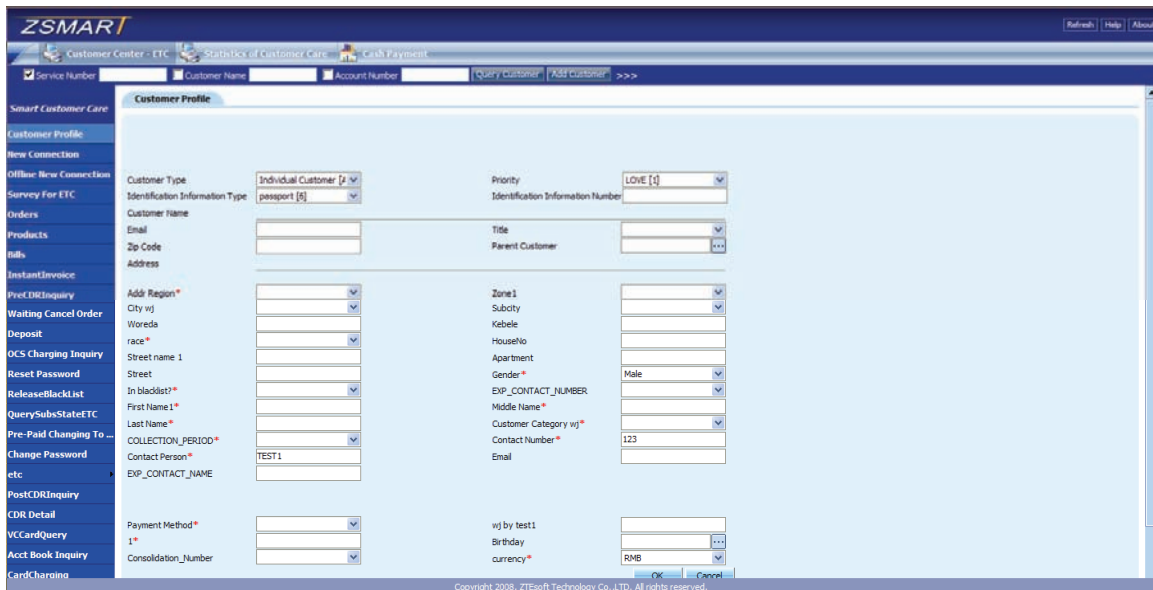 ZSMART
Refresh Help About
Customer Center - ETC Statistics of Customer Care Cash Payment
Service Number Customer Name Account Number Query Customer Add Customer >>>
Smart Customer Care
Customer Profile
New Connection
Offline New Connection
Survey For ETC
Orders
Products
Bills
InstantInvoice
PreCDRInquiry
Waiting Cancel Order
Deposit
OCS Charging Inquiry
Reset Password
ReleaseBlackList
QuerySubsStateETC
Pre-Paid Changing To ...
Change Password
etc
PostCDRInquiry
CDR Detail
VCCardQuery
Acct Book Inquiry
CardCharging
Customer Profile
Customer Type Individual Customer [A Priority LOVE [1]
Identification Information Type passport [6] Identification Information Number
Customer Name
Email Title
Zip Code Parent Customer ...
Address
Addr Region* Zone1
City wj Subcity
Woreda Kebele
race* HouseNo
Street name 1 Apartment
Street Gender* Male
In blacklist?* EXP_CONTACT_NUMBER
First Name1* Middle Name*
Last Name* Customer Category wj*
COLLECTION_PERIOD* Contact Number* 123
Contact Person* TEST1 Email
EXP_CONTACT_NAME
Payment Method* wj by test1
1* Birthday ...
Consolidation_Number currency* RMB
OK Cancel
Copyright 2008. ZTEsoft Technology Co.,LTD. All rights reserved.